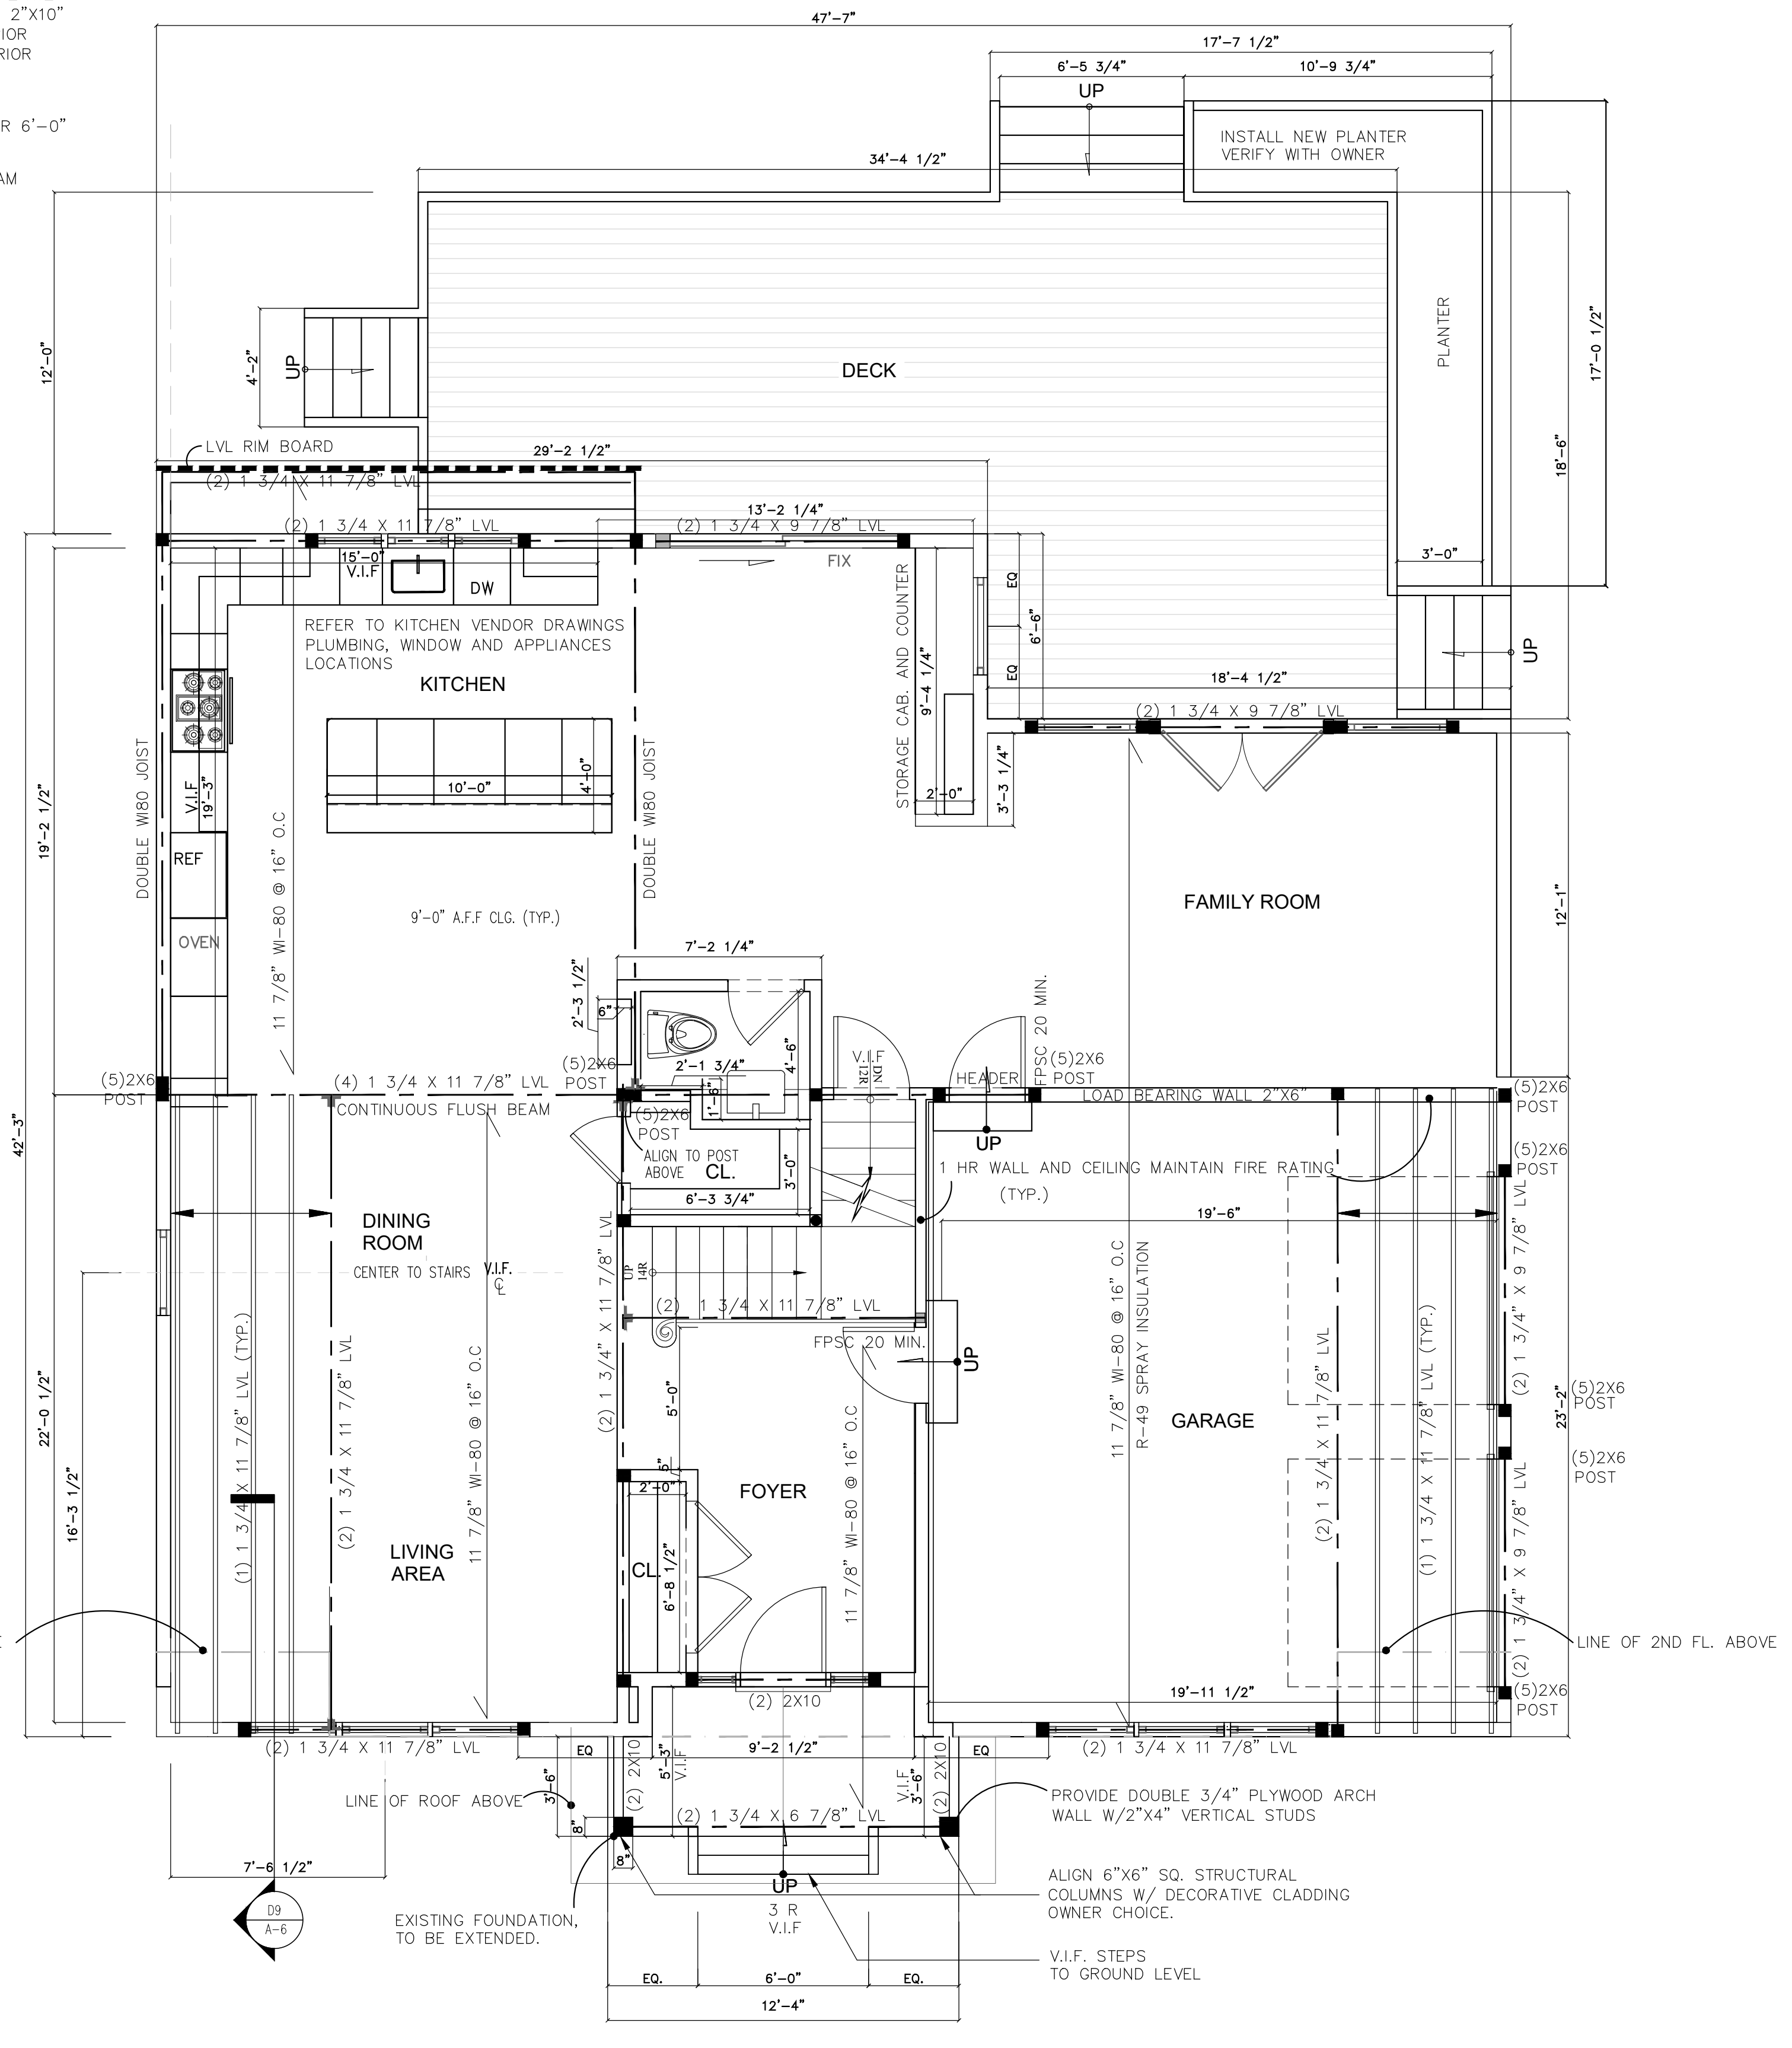 2"X10"
IOR
RIOR
R 6'-0"
AM
47'-7"
17'-7 1/2"
6'-5 3/4"
10'-9 3/4"
UP
INSTALL NEW PLANTER
VERIFY WITH OWNER
34'-4 1/2"
12'-0"
4'-2"
UP
DECK
PLANTER
17'-0 1/2"
18'-6"
LVL RIM BOARD
29'-2 1/2"
(2) 1 3/4 X 11 7/8" LVL
13'-2 1/4"
(2) 1 3/4 X 11 7/8" LVL
(2) 1 3/4 X 9 7/8" LVL
15'-0"
V.I.F
DW
FIX
3'-0"
EQ
6'-6"
EQ
REFER TO KITCHEN VENDOR DRAWINGS
PLUMBING, WINDOW AND APPLIANCES
LOCATIONS
KITCHEN
STORAGE CAB. AND COUNTER
9'-4 1/4"
UP
18'-4 1/2"
(2) 1 3/4 X 9 7/8" LVL
DOUBLE WI80 JOIST
DOUBLE WI80 JOIST
19'-2 1/2"
V.I.F
19'-3"
10'-0"
4'-0"
2'-0"
3'-3 1/4"
REF
OVEN
11 7/8" WI-80 @ 16" O.C
9'-0" A.F.F CLG. (TYP.)
FAMILY ROOM
12'-1"
7'-2 1/4"
2'-3 1/2"
6"
4'-6"
V.I.F
DN
12R
FPSC 20 MIN.
(5)2X6
POST
(5)2X6
POST
2'-1 3/4"
1'-6"
HEADER
(5)2X6
POST
(4) 1 3/4 X 11 7/8" LVL
CONTINUOUS FLUSH BEAM
LOAD BEARING WALL 2"X6"
(5)2X6
POST
(5)2X6
POST
UP
(5)2X6
POST
ALIGN TO POST
ABOVE
CL.
3'-0"
6'-3 3/4"
1 HR WALL AND CEILING MAINTAIN FIRE RATING
(TYP.)
42'-3"
19'-6"
DINING
ROOM
CENTER TO STAIRS
V.I.F.
UP
14R
(2) 1 3/4" X 11 7/8" LVL
(2) 1 3/4 X 11 7/8" LVL
FPSC 20 MIN.
UP
11 7/8" WI-80 @ 16" O.C
R-49 SPRAY INSULATION
(2) 1 3/4" X 9 7/8" LVL
(1) 1 3/4 X 11 7/8" LVL (TYP.)
(2) 1 3/4 X 11 7/8" LVL
11 7/8" WI-80 @ 16" O.C
5'-0"
22'-0 1/2"
16'-3 1/2"
GARAGE
(2) 1 3/4 X 11 7/8" LVL
(1) 1 3/4 X 11 7/8" LVL (TYP.)
(5)2X6
POST
23'-2"
(5)2X6
POST
5"
2'-0"
FOYER
11 7/8" WI-80 @ 16" O.C
LIVING
AREA
CL.
6'-8 1/2"
(2) 1 3/4" X 9 7/8" LVL
LINE OF 2ND FL. ABOVE
(5)2X6
POST
19'-11 1/2"
(2) 2X10
(2) 1 3/4 X 11 7/8" LVL
EQ
9'-2 1/2"
EQ
(2) 1 3/4 X 11 7/8" LVL
3'-6"
(2) 2X10
5'-3"
V.I.F
V.I.F
3'-6"
(2) 2X10
LINE OF ROOF ABOVE
PROVIDE DOUBLE 3/4" PLYWOOD ARCH
WALL W/2"X4" VERTICAL STUDS
(2) 1 3/4 X 6 7/8" LVL
8"
8"
7'-6 1/2"
UP
3 R
V.I.F
ALIGN 6"X6" SQ. STRUCTURAL
COLUMNS W/ DECORATIVE CLADDING
OWNER CHOICE.
D9
A-6
EXISTING FOUNDATION,
TO BE EXTENDED.
V.I.F. STEPS
TO GROUND LEVEL
EQ.
6'-0"
EQ.
12'-4"